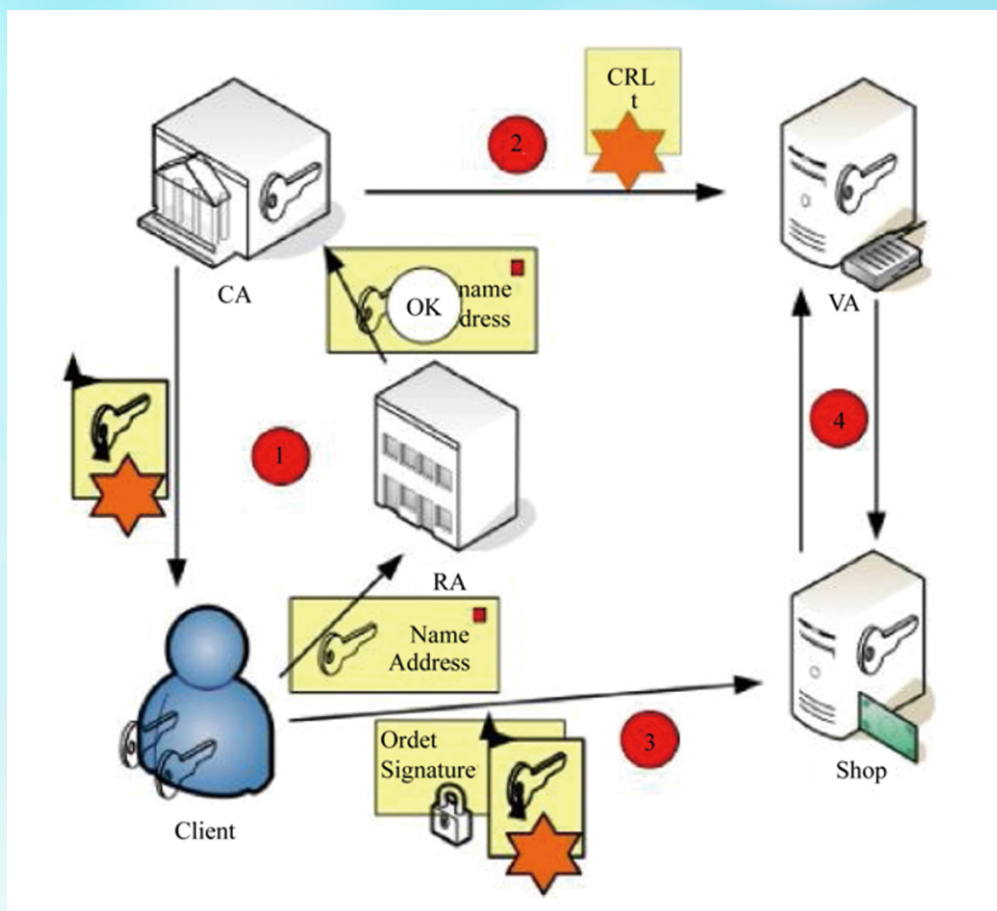 CRL
t
2
CA
OK
name
dress
VA
1
4
RA
Name
Address
3
Ordet
Signature
Shop
Client